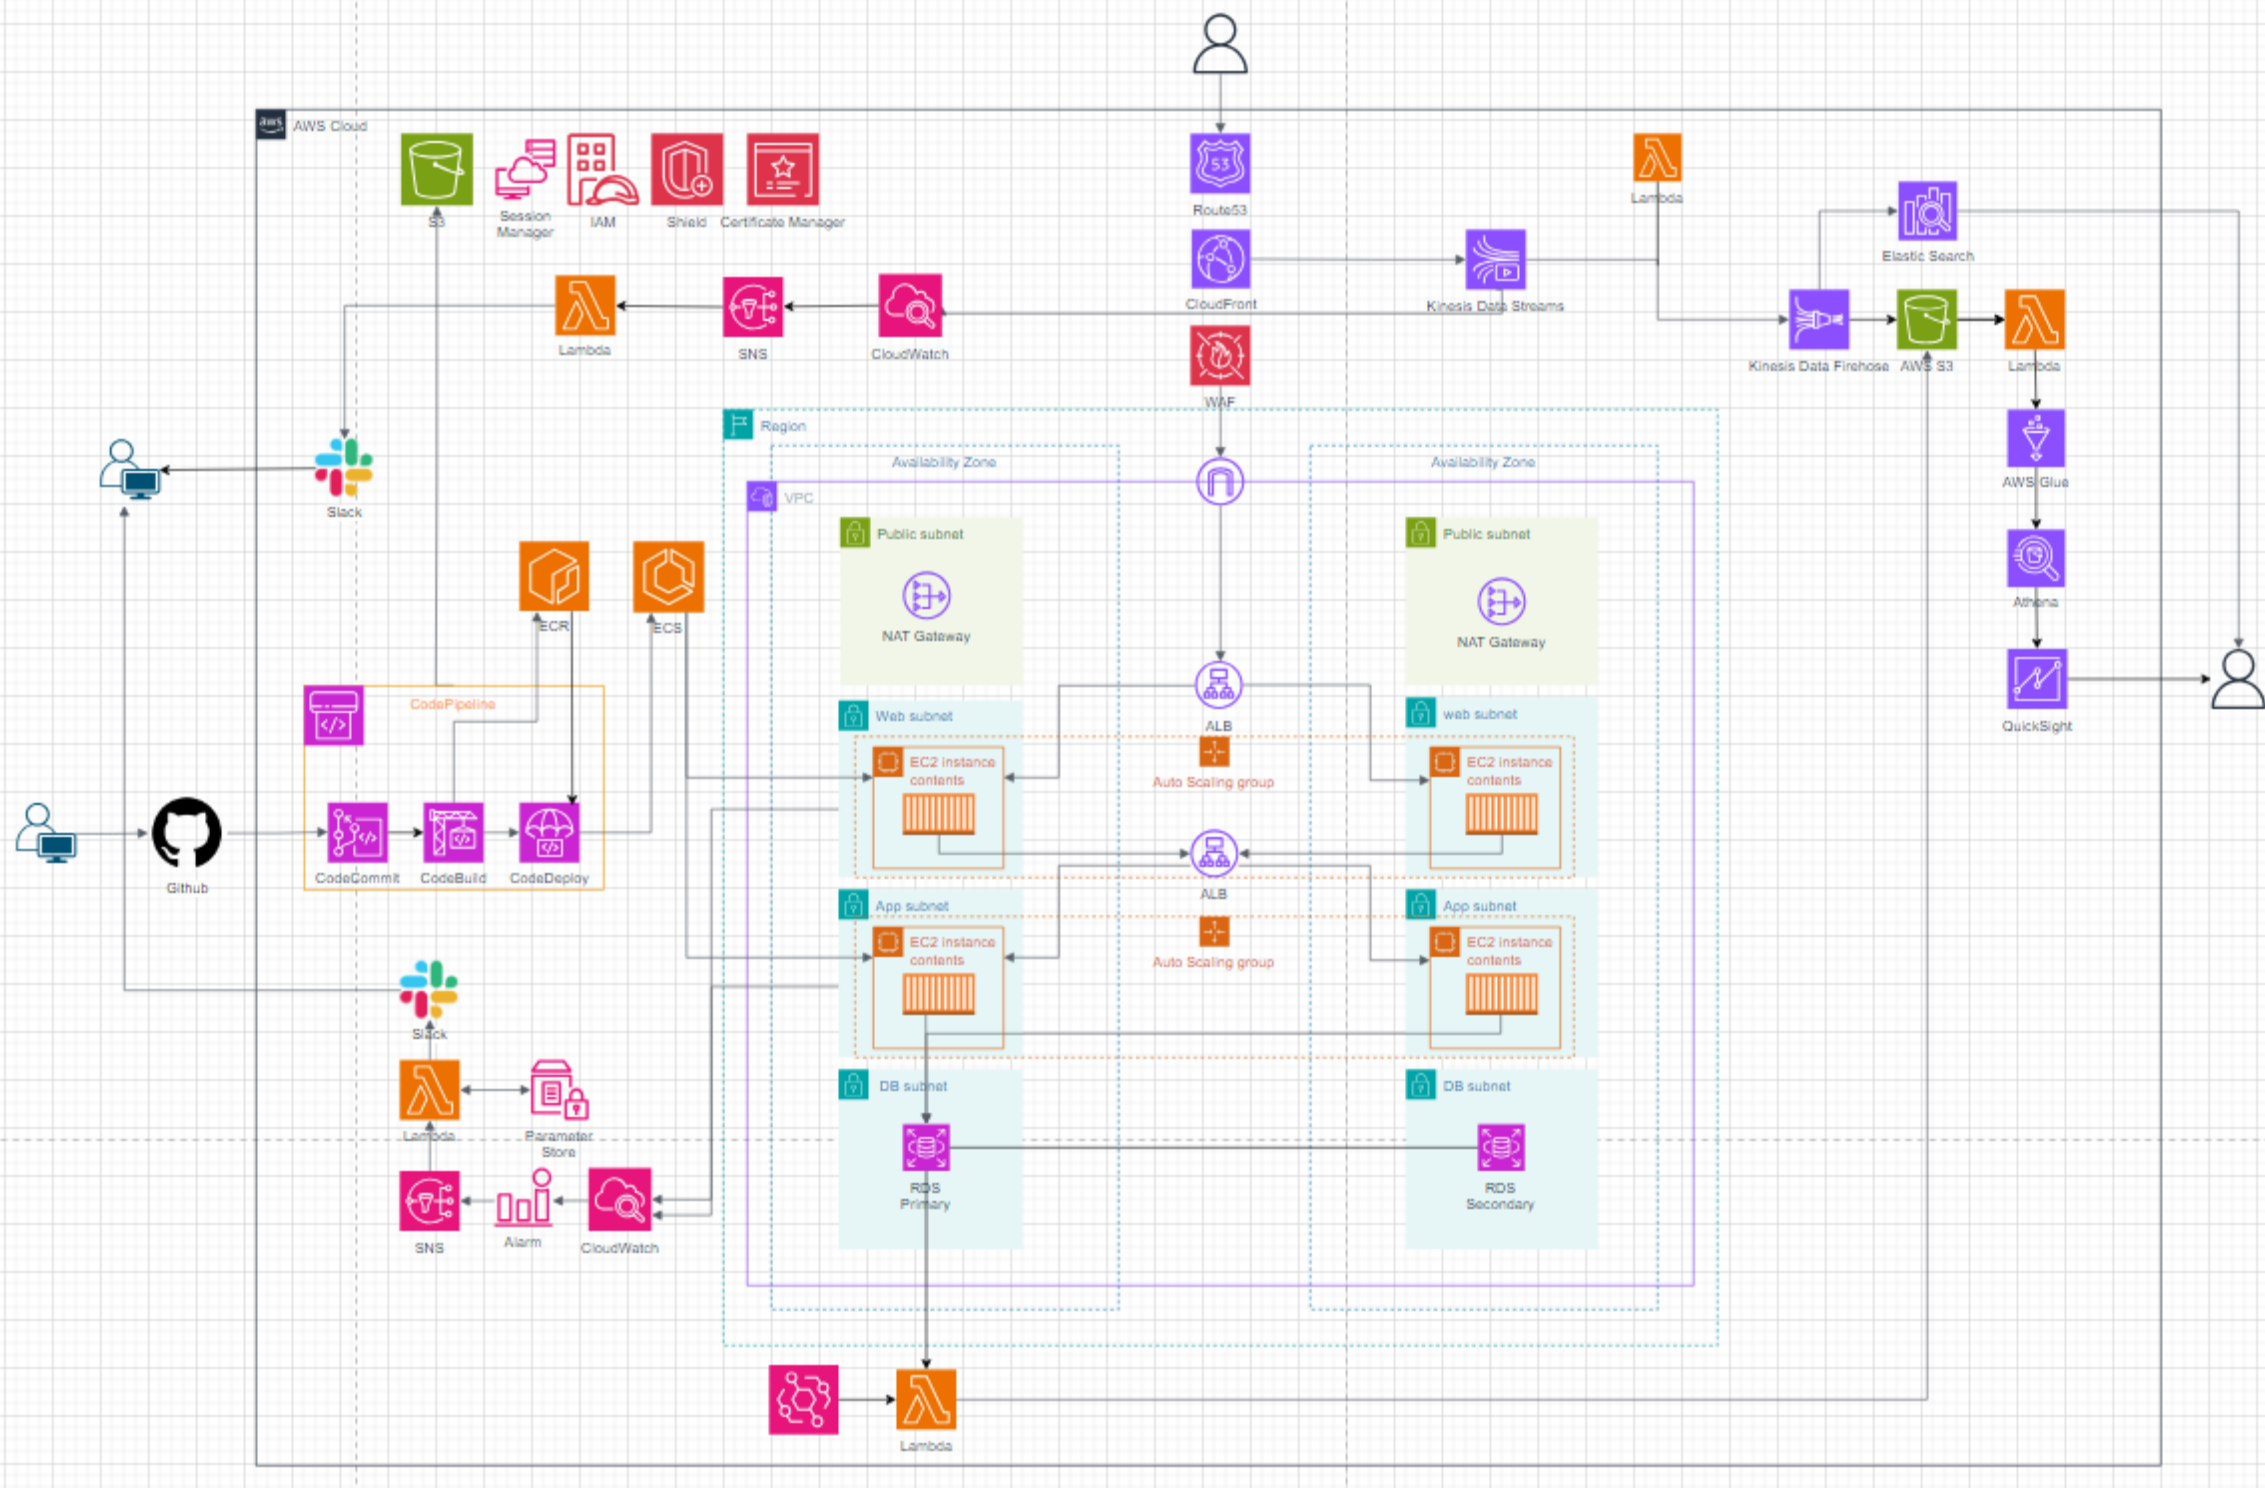 aws
AWS Cloud
S3
Session
Manager
IAM
Shield
Certificate Manager
53
Route53
Lambda
Elastic Search
CloudFront
Kinesis Data Streams
Lambda
SNS
CloudWatch
WAF
Kinesis Data Firehose
AWS S3
Lambda
Region
Availability Zone
Availability Zone
AWS Glue
VPC
Slack
Public subnet
Public subnet
NAT Gateway
NAT Gateway
ECR
ECS
Athena
CodePipeline
Web subnet
ALB
web subnet
QuickSight
EC2 instance
contents
Auto Scaling group
EC2 instance
contents
Github
CodeCommit
CodeBuild
CodeDeploy
ALB
App subnet
App subnet
EC2 instance
contents
Auto Scaling group
EC2 instance
contents
Slack
DB subnet
DB subnet
Lambda
Parameter
Store
RDS
Primary
RDS
Secondary
SNS
Alarm
CloudWatch
Lambda